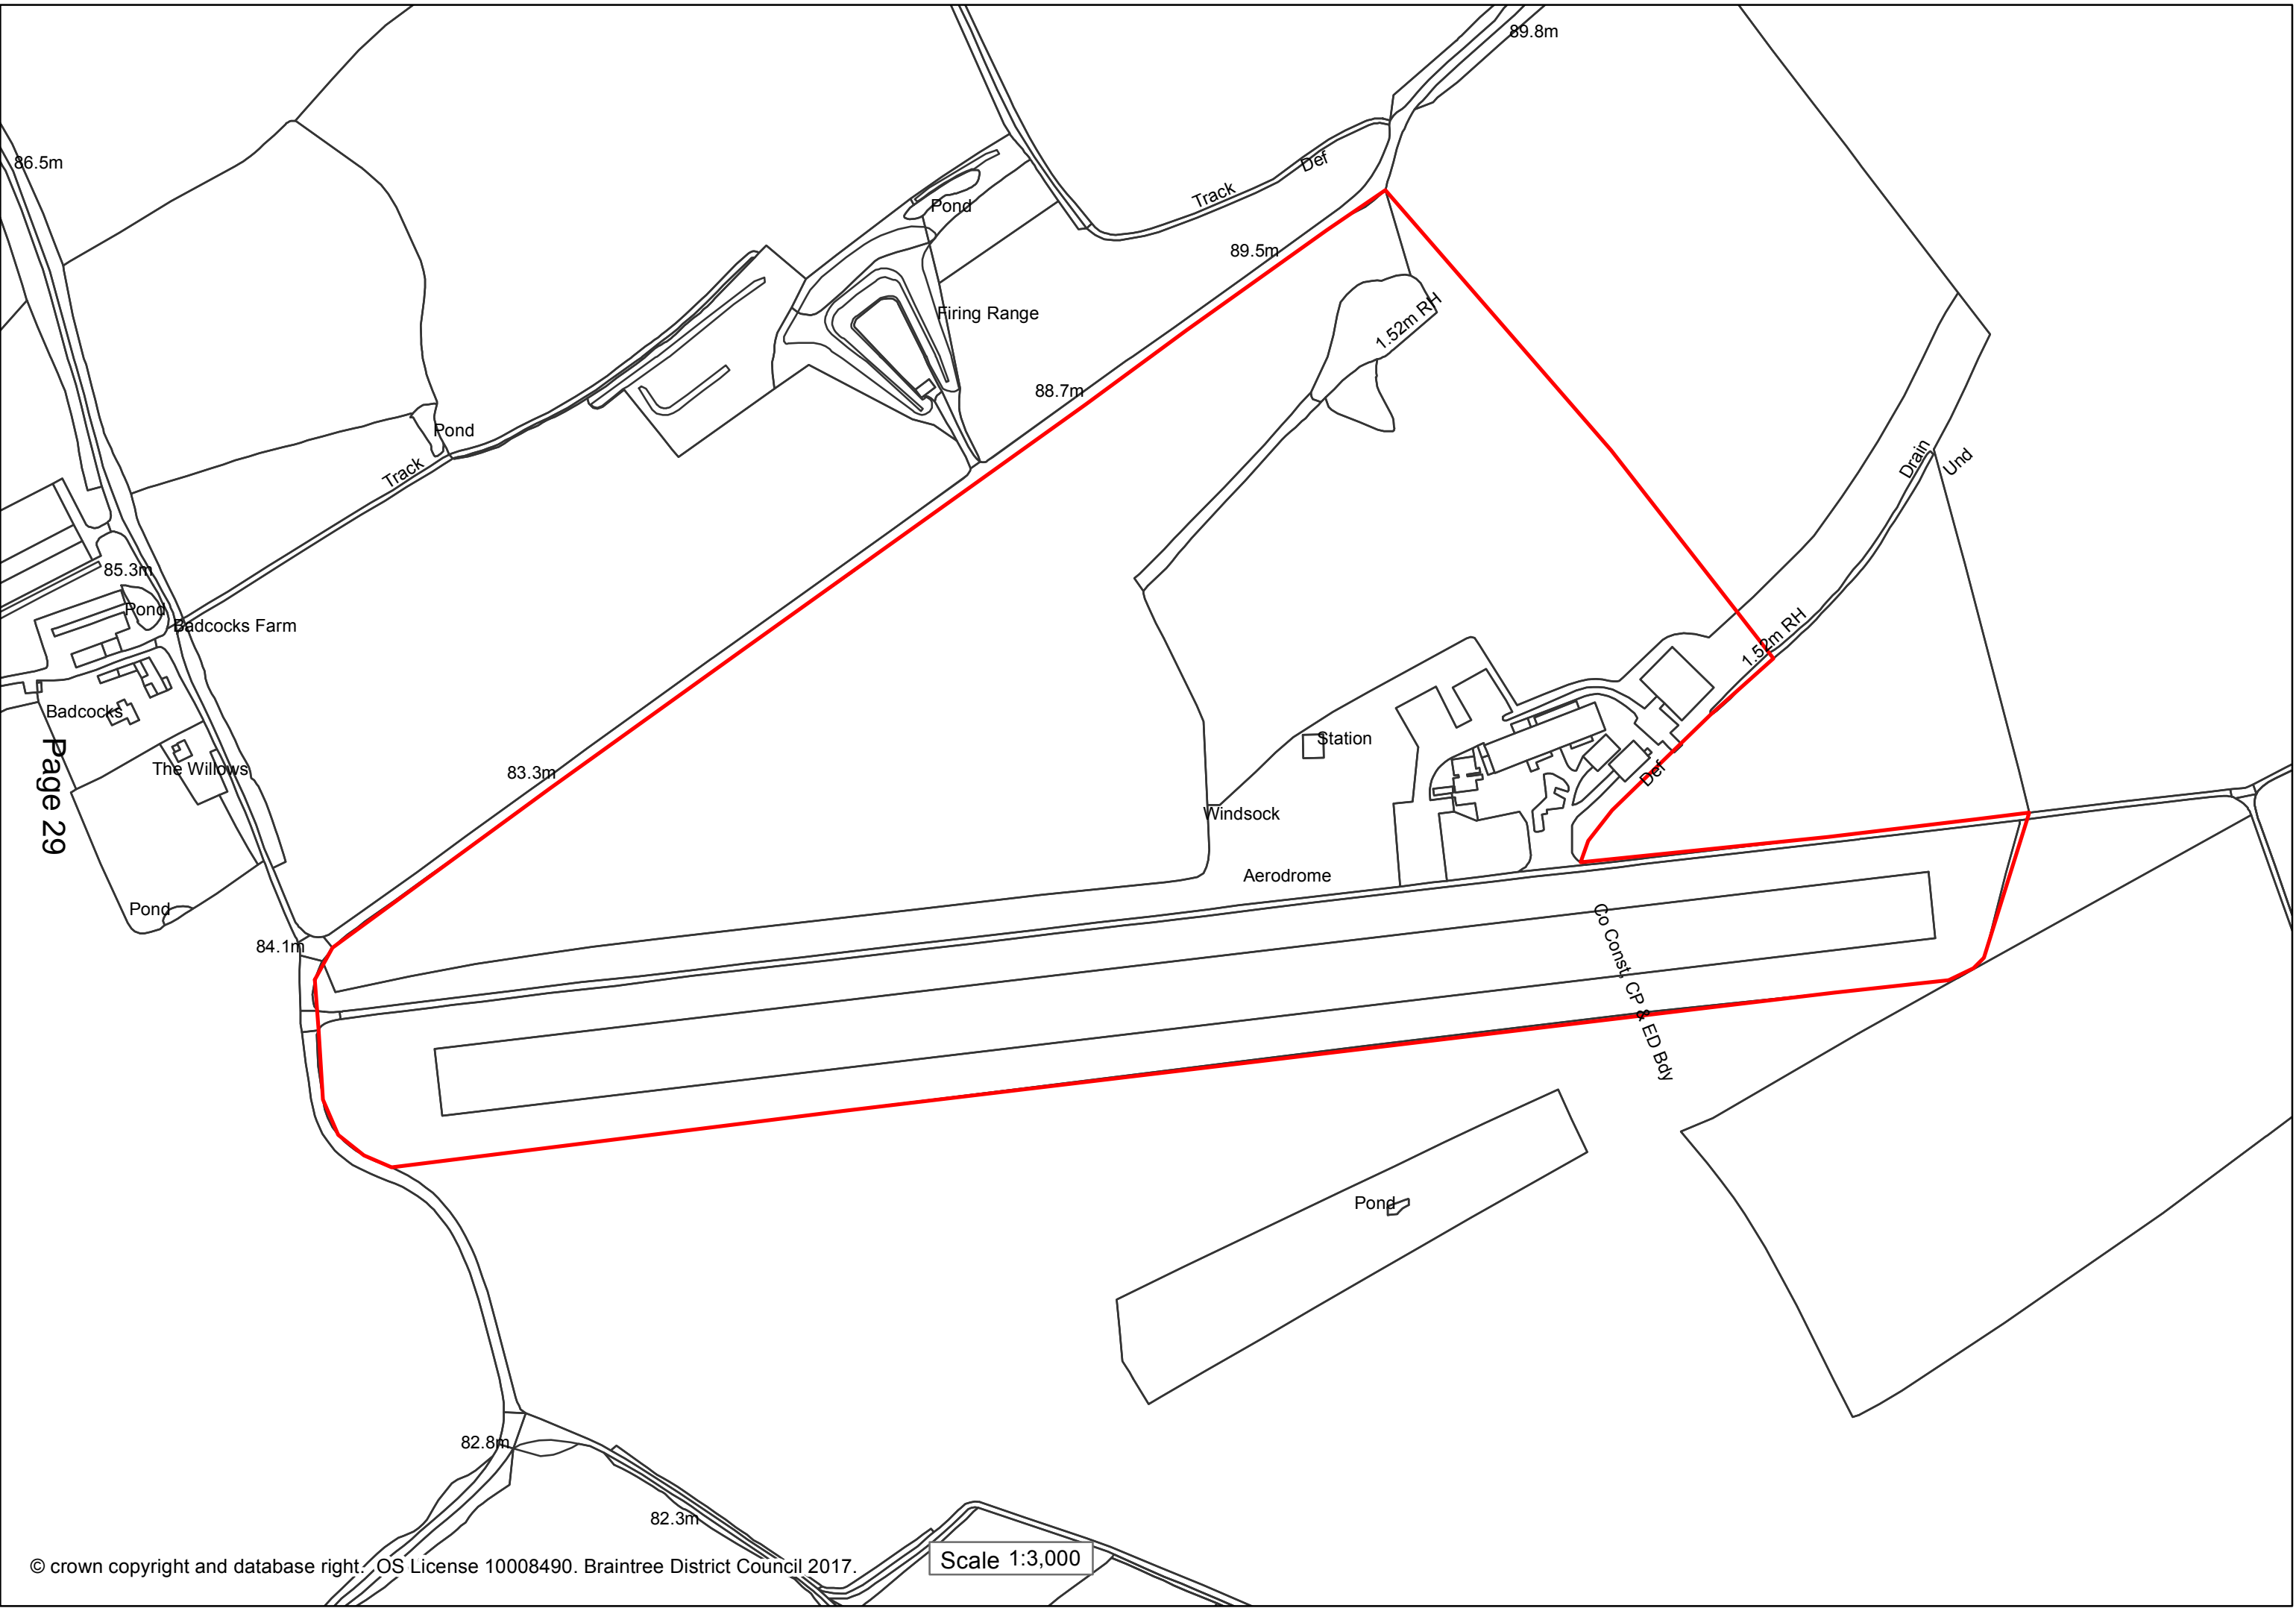 89.8m
86.5m
Def
Track
Pond
89.5m
Firing Range
1.52m RH
88.7m
Pond
Drain
Und
Track
85.3m
Pond
Badcocks Farm
1.52m RH
Badcocks
Station
Page 29
The Willows
83.3m
Def
Windsock
Aerodrome
Pond
Co Const, CP & ED Bdy
84.1m
Pond
82.8m
82.3m
© crown copyright and database right. OS License 10008490. Braintree District Council 2017.
Scale 1:3,000